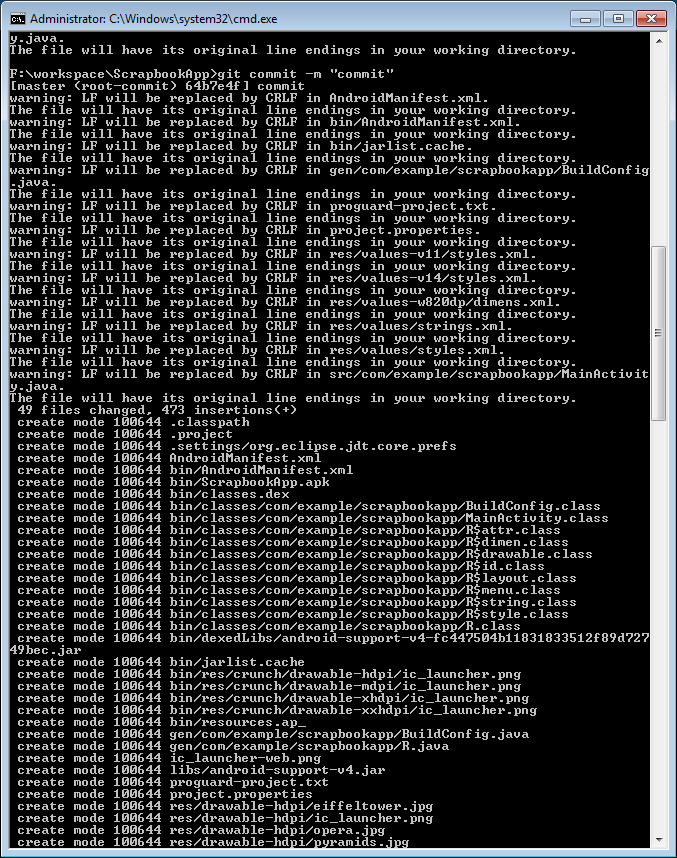 Administrator: C:\Windows\system32\cmd.exe
y.java.
The file will have its original line endings in your working directory.
F:\workspace\ScrapbookApp>git commit -m "commit"
[master (root-commit) 64b7e4f] commit
warning: LF will be replaced by CRLF in AndroidManifest.xml.
The file will have its original line endings in your working directory.
warning: LF will be replaced by CRLF in bin/AndroidManifest.xml.
The file will have its original line endings in your working directory.
warning: LF will be replaced by CRLF in bin/jarlist.cache.
The file will have its original line endings in your working directory.
warning: LF will be replaced by CRLF in gen/com/example/scrapbookapp/BuildConfig
.java.
The file will have its original line endings in your working directory.
warning: LF will be replaced by CRLF in proguard-project.txt.
The file will have its original line endings in your working directory.
warning: LF will be replaced by CRLF in project.properties.
The file will have its original line endings in your working directory.
warning: LF will be replaced by CRLF in res/values-v11/styles.xml.
The file will have its original line endings in your working directory.
warning: LF will be replaced by CRLF in res/values-v14/styles.xml.
The file will have its original line endings in your working directory.
warning: LF will be replaced by CRLF in res/values-w820dp/dimens.xml.
The file will have its original line endings in your working directory.
warning: LF will be replaced by CRLF in res/values/strings.xml.
The file will have its original line endings in your working directory.
warning: LF will be replaced by CRLF in res/values/styles.xml.
The file will have its original line endings in your working directory.
warning: LF will be replaced by CRLF in src/com/example/scrapbookapp/MainActivit
y.java.
The file will have its original line endings in your working directory.
49 files changed, 473 insertions(+)
create mode 100644 .classpath
create mode 100644 .project
create mode 100644 .settings/org.eclipse.jdt.core.prefs
create mode 100644 AndroidManifest.xml
create mode 100644 bin/AndroidManifest.xml
create mode 100644 bin/ScrapbookApp.apk
create mode 100644 bin/classes.dex
create mode 100644 bin/classes/com/example/scrapbookapp/BuildConfig.class
create mode 100644 bin/classes/com/example/scrapbookapp/MainActivity.class
create mode 100644 bin/classes/com/example/scrapbookapp/R$attr.class
create mode 100644 bin/classes/com/example/scrapbookapp/R$dimen.class
create mode 100644 bin/classes/com/example/scrapbookapp/R$drawable.class
create mode 100644 bin/classes/com/example/scrapbookapp/R$id.class
create mode 100644 bin/classes/com/example/scrapbookapp/R$layout.class
create mode 100644 bin/classes/com/example/scrapbookapp/R$menu.class
create mode 100644 bin/classes/com/example/scrapbookapp/R$string.class
create mode 100644 bin/classes/com/example/scrapbookapp/R$style.class
create mode 100644 bin/classes/com/example/scrapbookapp/R.class
create mode 100644 bin/dexedLibs/android-support-v4-fc447504b11831833512f89d727
49bec.jar
create mode 100644 bin/jarlist.cache
create mode 100644 bin/res/crunch/drawable-hdpi/ic_launcher.png
create mode 100644 bin/res/crunch/drawable-mdpi/ic_launcher.png
create mode 100644 bin/res/crunch/drawable-xhdpi/ic_launcher.png
create mode 100644 bin/res/crunch/drawable-xxhdpi/ic_launcher.png
create mode 100644 bin/resources.ap_
create mode 100644 gen/com/example/scrapbookapp/BuildConfig.java
create mode 100644 gen/com/example/scrapbookapp/R.java
create mode 100644 ic_launcher-web.png
create mode 100644 libs/android-support-v4.jar
create mode 100644 proguard-project.txt
create mode 100644 project.properties
create mode 100644 res/drawable-hdpi/eiffeltower.jpg
create mode 100644 res/drawable-hdpi/ic_launcher.png
create mode 100644 res/drawable-hdpi/opera.jpg
create mode 100644 res/drawable-hdpi/pyramids.jpg